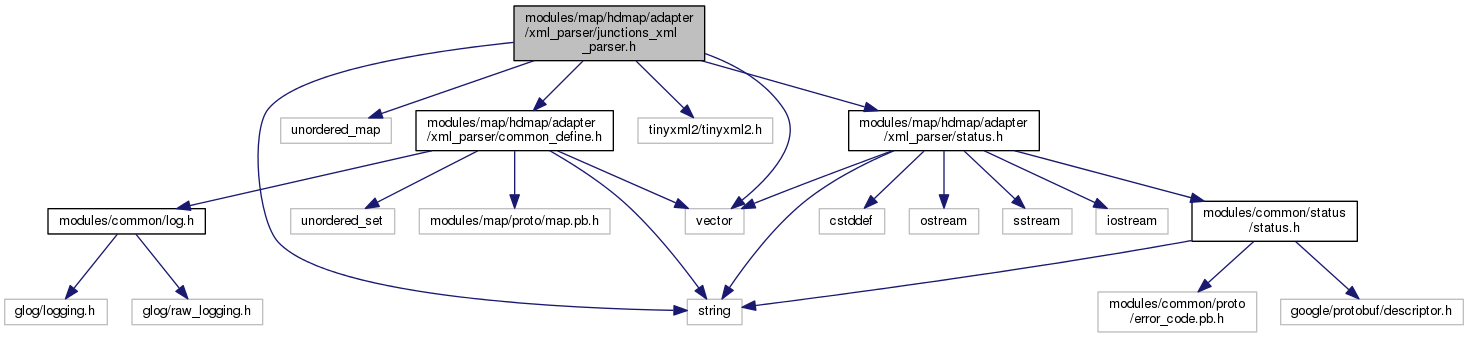 modules/map/hdmap/adapter
/xml_parser/junctions_xml
_parser.h
unordered_map
modules/map/hdmap/adapter
/xml_parser/common_define.h
tinyxml2/tinyxml2.h
modules/map/hdmap/adapter
/xml_parser/status.h
modules/common/log.h
unordered_set
modules/map/proto/map.pb.h
vector
cstddef
ostream
sstream
iostream
modules/common/status
/status.h
glog/logging.h
glog/raw_logging.h
string
modules/common/proto
/error_code.pb.h
google/protobuf/descriptor.h